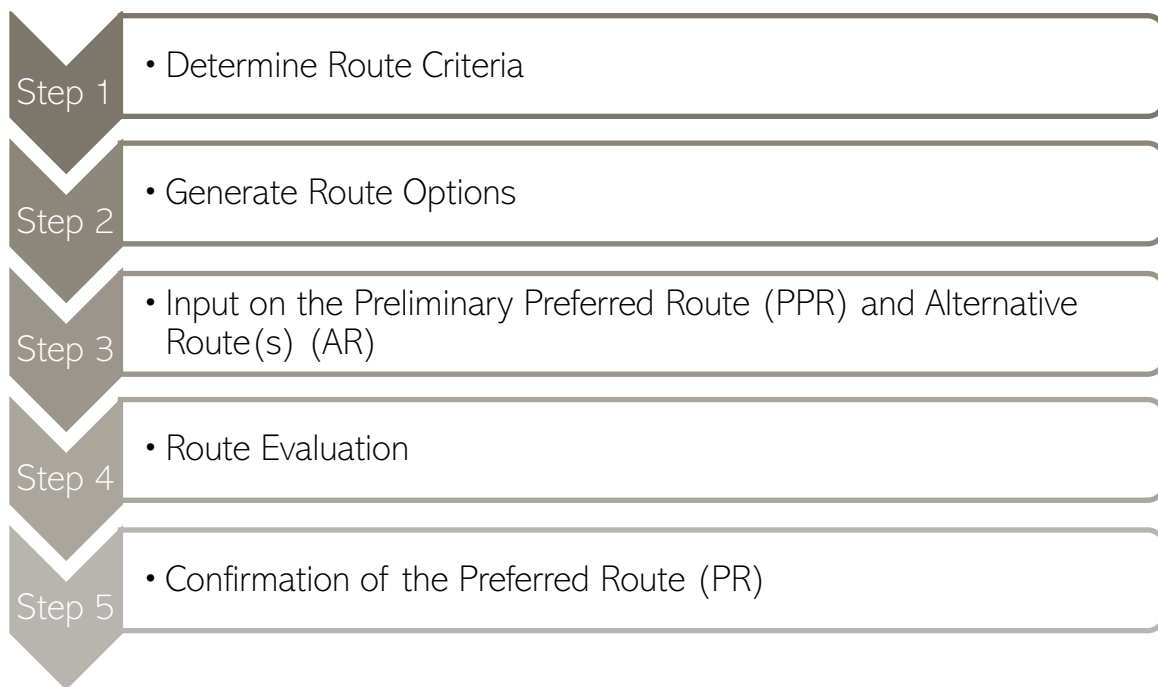 Step 1
• Determine Route Criteria
Step 2
• Generate Route Options
Step 3
• Input on the Preliminary Preferred Route (PPR) and Alternative
Route(s) (AR)
Step 4
• Route Evaluation
Step 5
• Confirmation of the Preferred Route (PR)